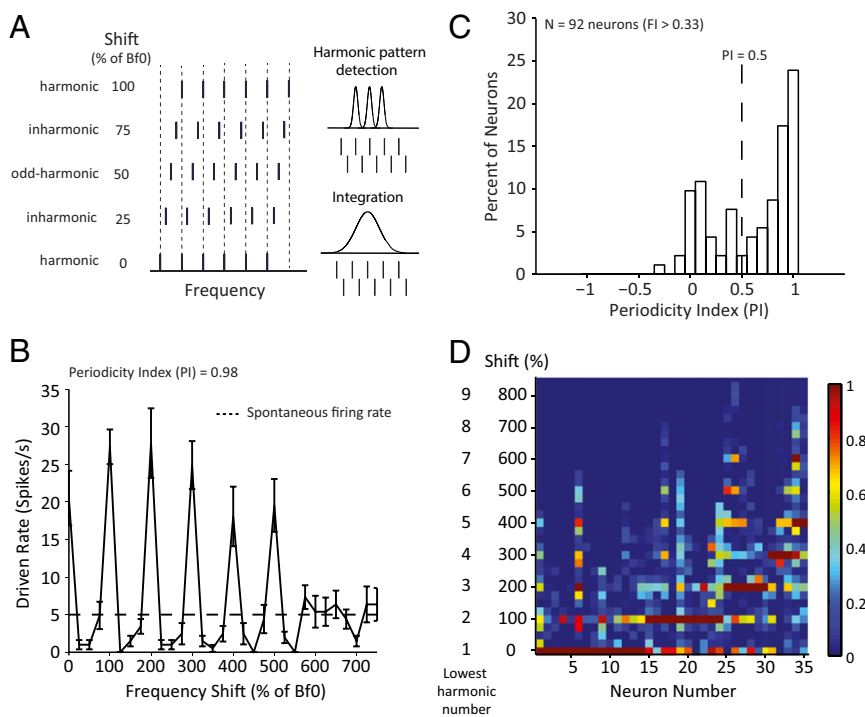 A
Shift
(% of Bf0)
harmonic 100
inharmonic 75
odd-harmonic 50
inharmonic 25
harmonic 0
Frequency
Harmonic pattern
detection
Integration
B
Periodicity Index (PI) = 0.98
Spontaneous firing rate
Driven Rate (Spikes/s)
35
30
25
20
15
10
5
0
0 100 200 300 400 500 600 700
Frequency Shift (% of Bf0)
C
N = 92 neurons (FI > 0.33)
PI = 0.5
Percent of Neurons
30
25
20
15
10
5
0
−1 −0.5 0 0.5 1
Periodicity Index (PI)
D
Shift (%)
9 800
8 700
7 600
6 500
5 400
4 300
3 200
2 100
1 0
Lowest
harmonic
number
5 10 15 20 25 30 35
Neuron Number
1
0.8
0.6
0.4
0.2
0